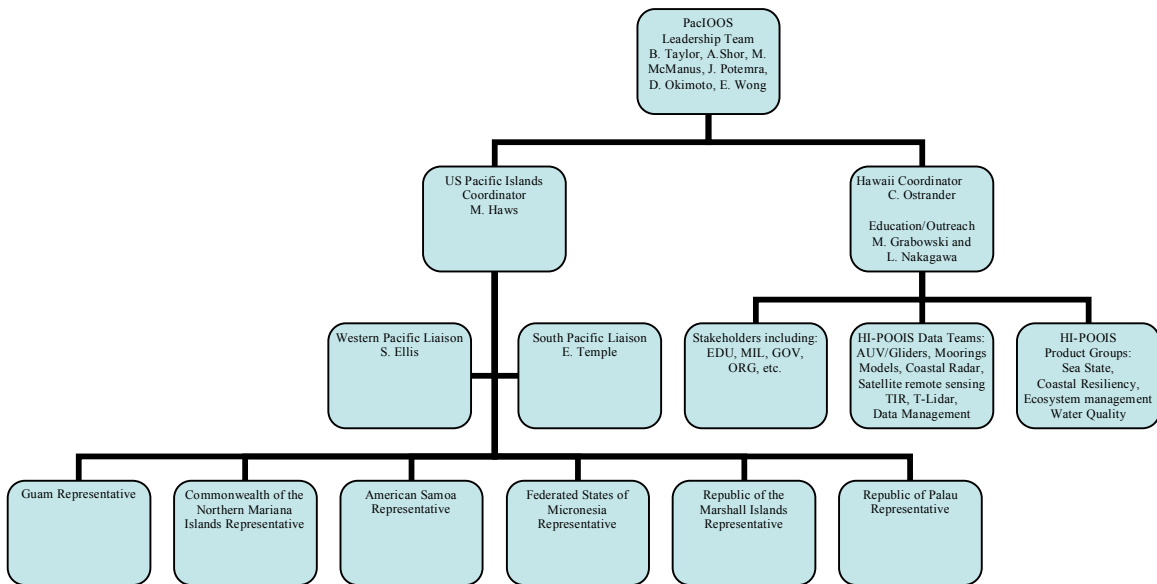 PacIOOS
Leadership Team
B. Taylor, A.Shor, M.
McManus, J. Potemra,
D. Okimoto, E. Wong
US Pacific Islands
Coordinator
M. Haws
Hawaii Coordinator
C. Ostrander
Education/Outreach
M. Grabowski and
L. Nakagawa
Western Pacific Liaison
S. Ellis
South Pacific Liaison
E. Temple
Stakeholders including:
EDU, MIL, GOV,
ORG, etc.
HI-POOIS Data Teams:
AUV/Gliders, Moorings
Models, Coastal Radar,
Satellite remote sensing
TIR, T-Lidar,
Data Management
HI-POOIS
Product Groups:
Sea State,
Coastal Resiliency,
Ecosystem management
Water Quality
Guam Representative
Commonwealth of the
Northern Mariana
Islands Representative
American Samoa
Representative
Federated States of
Micronesia
Representative
Republic of the
Marshall Islands
Representative
Republic of Palau
Representative